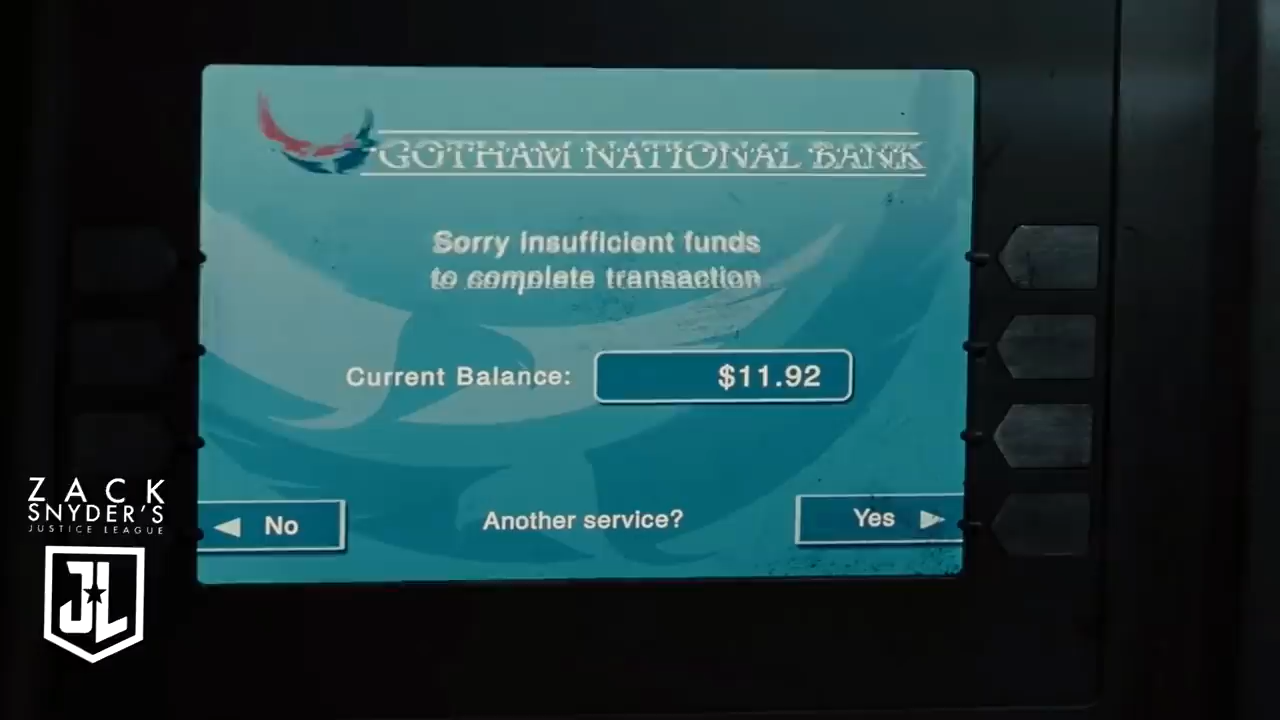 GOTHAM NATIONAL BANK
Sorry Insufficient funds
to complete transaction
Current Balance:
$11.92
No
Another service?
Yes
ZACK
SNYDER'S
JUSTICE LEAGUE
JL